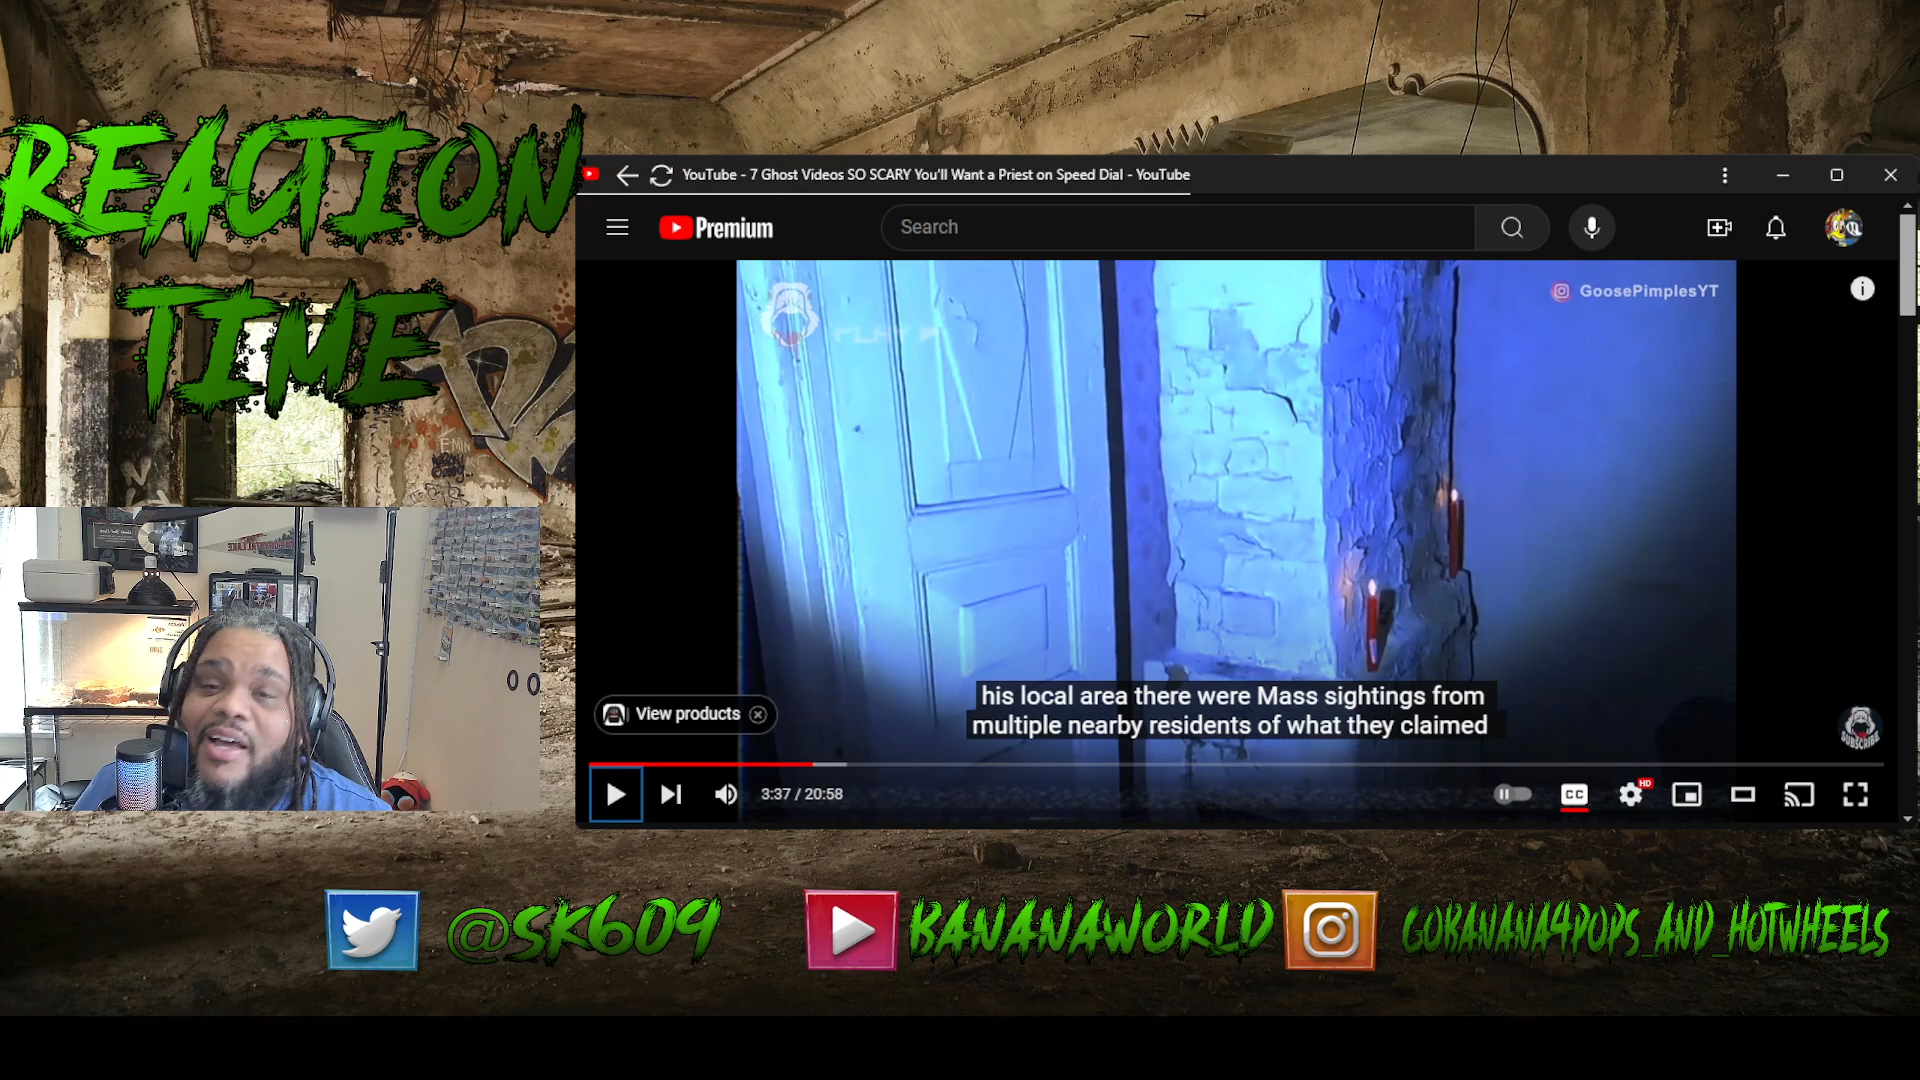 REACTION
TIME
YouTube - 7 Ghost Videos SO SCARY You'll Want a Priest on Speed Dial - YouTube
Premium
Search
GoosePimplesYT
PLAY
his local area there were Mass sightings from
multiple nearby residents of what they claimed
View products
SUBSCRIBE
3:37 / 20:58
CC
HD
@SK609
BANANAWORLD
GOBANANA4POPS_AND_HOTWHEELS